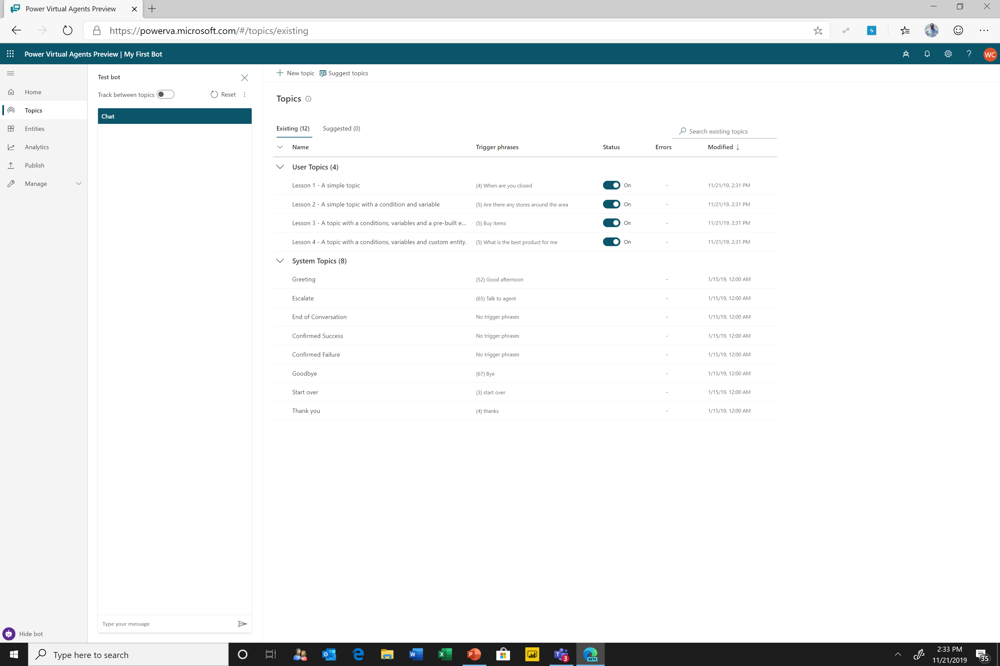 Power Virtual Agents Preview
https://powerva.microsoft.com/#/topics/existing
Power Virtual Agents Preview | My First Bot
WC
Home
Topics
Entities
Analytics
Publish
Manage
Hide bot
Test bot
Track between topics
Reset
Chat
Type your message
New topic
Suggest topics
Topics
Existing (12)
Suggested (0)
Search existing topics
Name Trigger phrases Status Errors Modified
User Topics (4)
Lesson 1 - A simple topic (4) When are you closed On - 11/21/19, 2:31 PM
Lesson 2 - A simple topic with a condition and variable (5) Are there any stores around the area On - 11/21/19, 2:31 PM
Lesson 3 - A topic with a conditions, variables and a pre-built e... (5) Buy items On - 11/21/19, 2:31 PM
Lesson 4 - A topic with a conditions, variables and custom entity. (5) What is the best product for me On - 11/21/19, 2:31 PM
System Topics (8)
Greeting (52) Good afternoon - 1/15/19, 12:00 AM
Escalate (65) Talk to agent - 1/15/19, 12:00 AM
End of Conversation No trigger phrases - 1/15/19, 12:00 AM
Confirmed Success No trigger phrases - 1/15/19, 12:00 AM
Confirmed Failure No trigger phrases - 1/15/19, 12:00 AM
Goodbye (67) Bye - 1/15/19, 12:00 AM
Start over (3) start over - 1/15/19, 12:00 AM
Thank you (4) thanks - 1/15/19, 12:00 AM
Type here to search
BETA
3
2:33 PM
11/21/2019
35